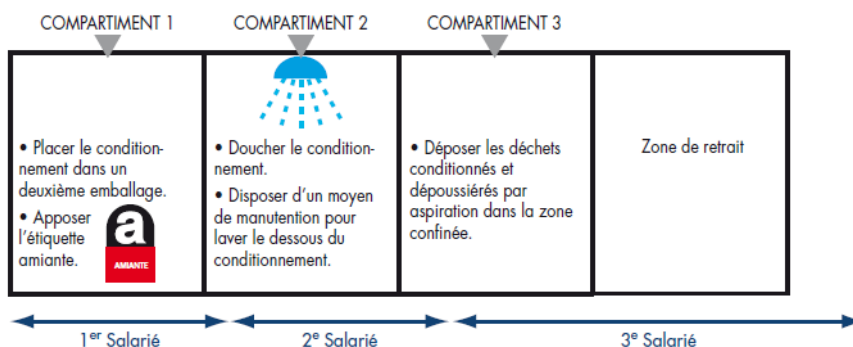 COMPARTIMENT 1
COMPARTIMENT 2
COMPARTIMENT 3
• Placer le condition-
nement dans un
deuxième emballage.
• Apposer
l'étiquette
amiante.
a
AMIANTE
• Doucher le condition-
nement.
• Disposer d'un moyen
de manutention pour
laver le dessous du
conditionnement.
• Déposer les déchets
conditionnés et
dépoussiérés par
aspiration dans la zone
confinée.
Zone de retrait
1er Salarié
2e Salarié
3e Salarié